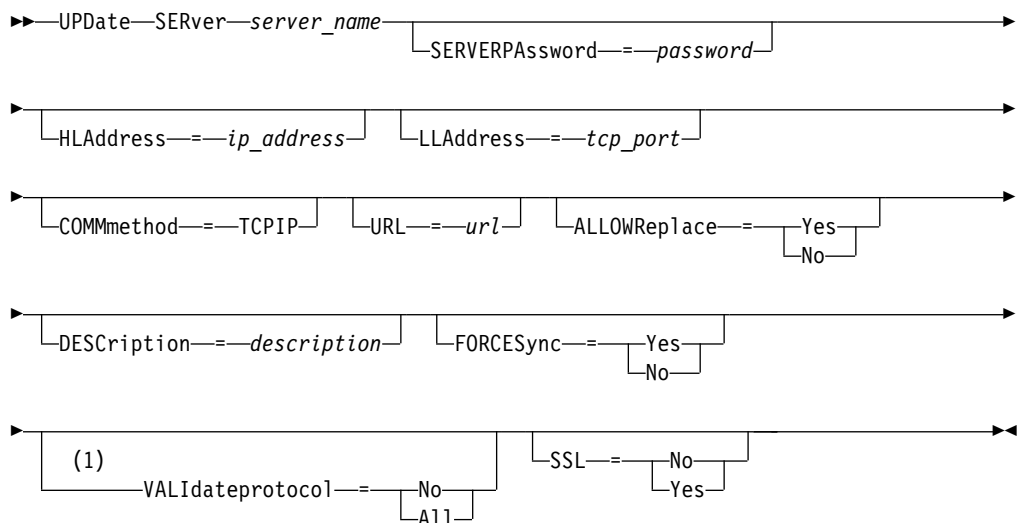 UPDate SERver server_name
SERVERPAssword = password
HLAddress = ip_address LLAddress = tcp_port
COMMmethod = TCPIP URL = url ALLOWReplace = Yes
No
DESCription = description FORCESync = Yes
No
(1)
VALIdateprotocol = No
All
SSL = No
Yes